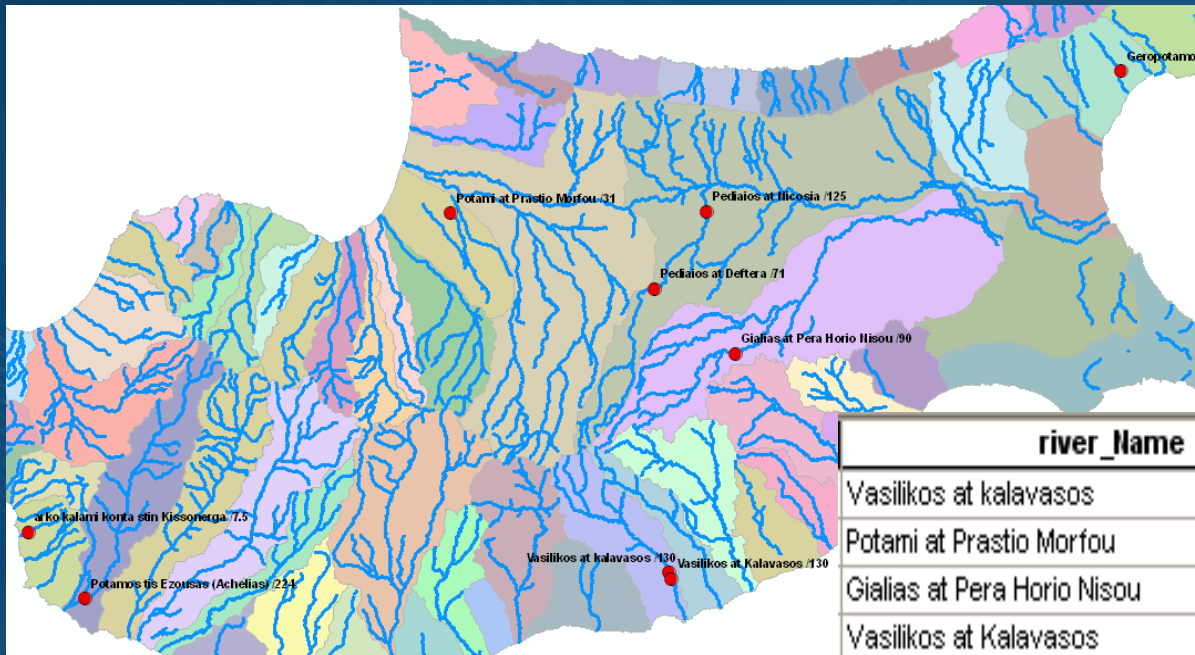 Geropotamo
Potami at Prastio Morfou /31
Pediaios at Nicosia /125
Pediaios at Deftera /71
Gialias at Pera Horio Nisou /90
arko kalami konta stin Kissonerga /7.5
Vasilikos at kalavasos /130
Vasilikos at Kalavasos /130
Potamos tis Ezousas (Achelias) /224
river_Name
Vasilikos at kalavasos
Potami at Prastio Morfou
Gialias at Pera Horio Nisou
Vasilikos at Kalavasos